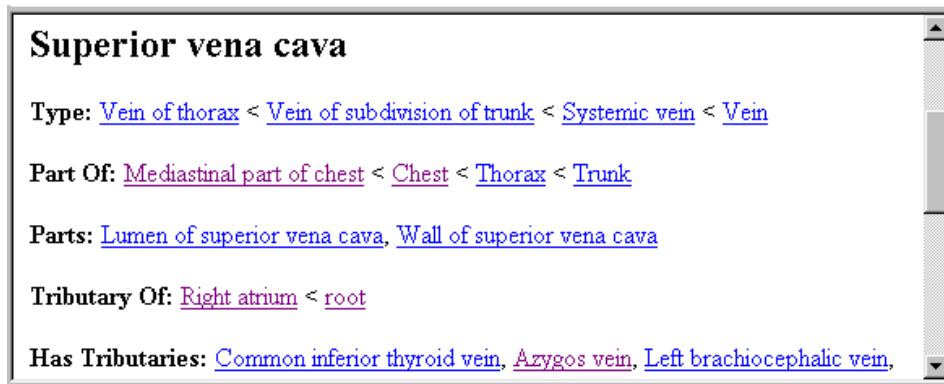 Superior vena cava
Type: Vein of thorax < Vein of subdivision of trunk < Systemic vein < Vein
Part Of: Mediastinal part of chest < Chest < Thorax < Trunk
Parts: Lumen of superior vena cava, Wall of superior vena cava
Tributary Of: Right atrium < root
Has Tributaries: Common inferior thyroid vein, Azygos vein, Left brachiocephalic vein,